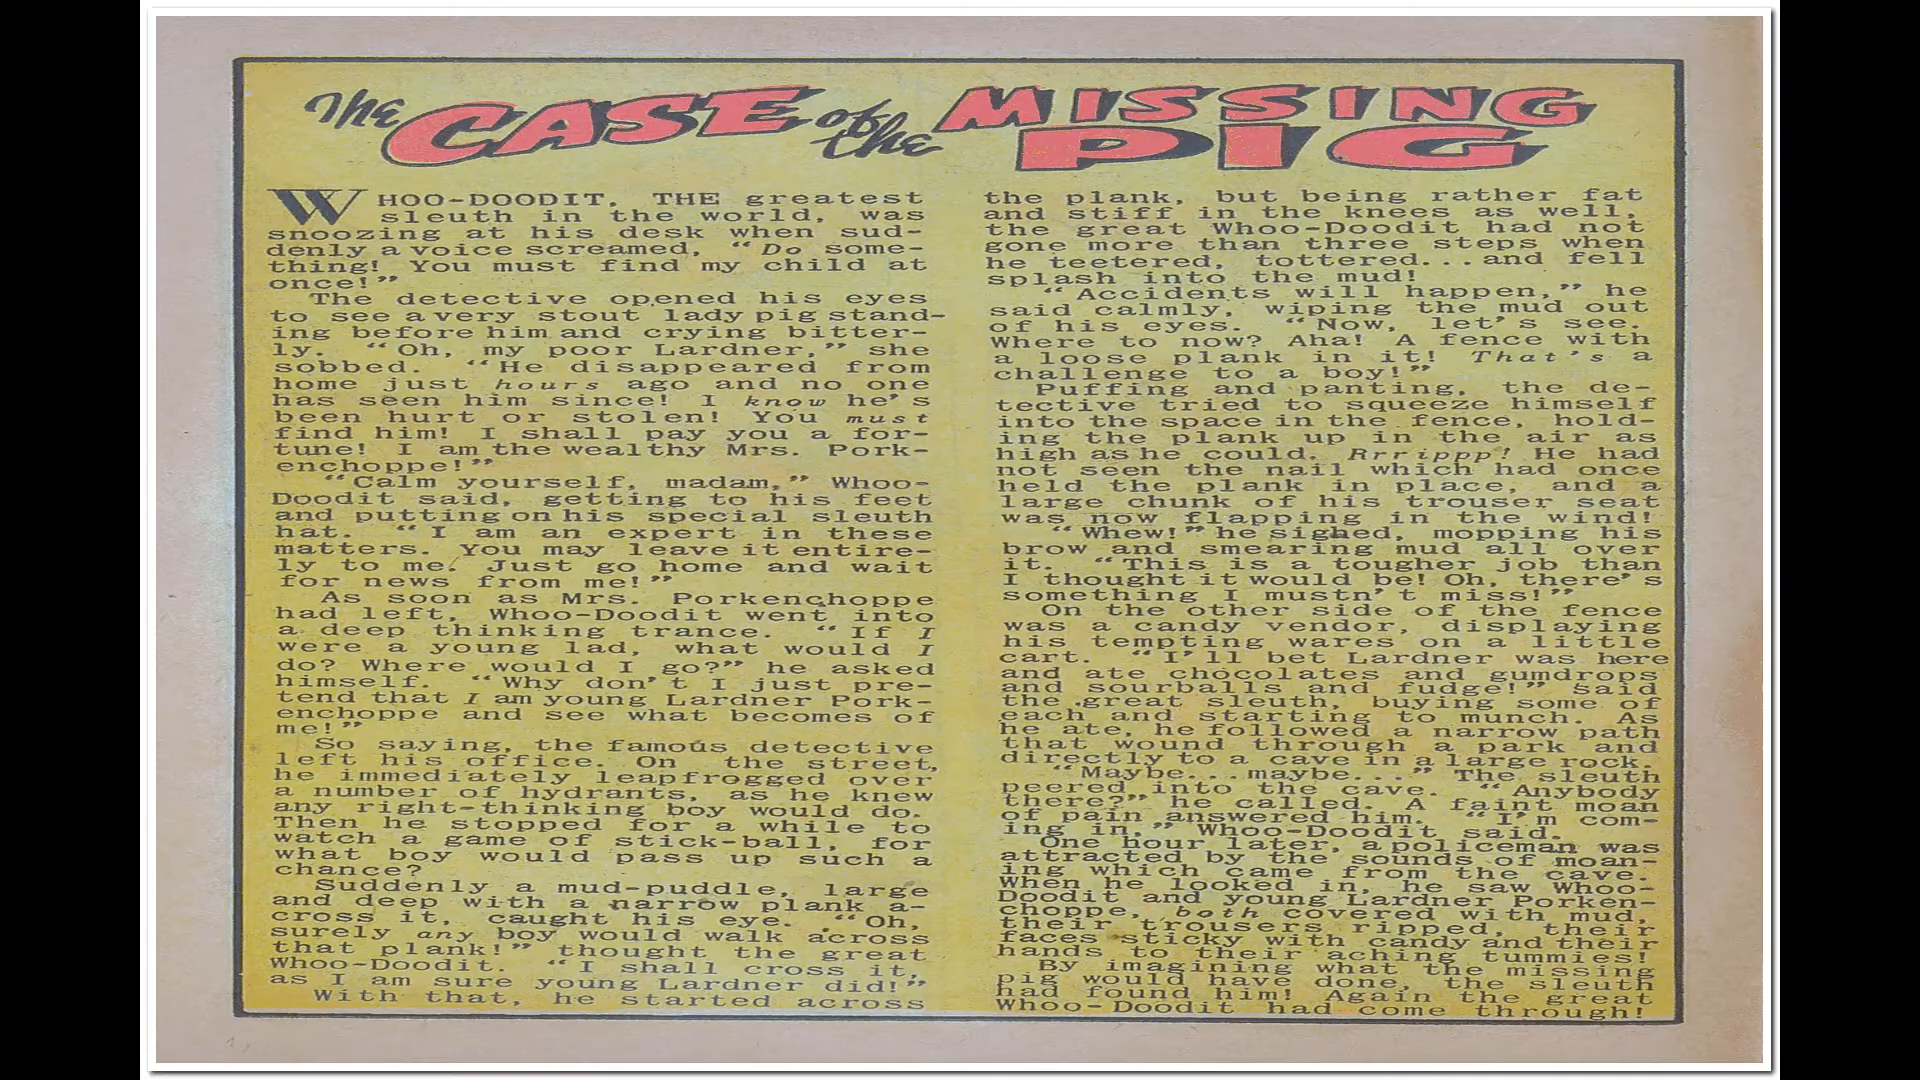 The CASE of the MISSING PIG
WHOO-DOODIT, THE greatest
sleuth in the world, was
snoozing at his desk when sud-
denly a voice screamed, “Do some-
thing! You must find my child at
once!”
The detective opened his eyes
to see a very stout lady pig stand-
ing before him and crying bitter-
ly. “Oh, my poor Lardner,” she
sobbed. “He disappeared from
home just hours ago and no one
has seen him since! I know he’s
been hurt or stolen! You must
find him! I shall pay you a for-
tune! I am the wealthy Mrs. Pork-
enchoppe!”
“Calm yourself, madam,” Whoo-
Doodit said, getting to his feet
and putting on his special sleuth
hat. “I am an expert in these
matters. You may leave it entire-
ly to me. Just go home and wait
for news from me!”
As soon as Mrs. Porkenchoppe
had left, Whoo-Doodit went into
a deep thinking trance. “If I
were a young lad, what would I
do? Where would I go?” he asked
himself. “Why don’t I just pre-
tend that I am young Lardner Pork-
enchoppe and see what becomes of
me!”
So saying, the famous detective
left his office. On the street,
he immediately leapfrogged over
a number of hydrants, as he knew
any right-thinking boy would do.
Then he stopped for a while to
watch a game of stick-ball, for
what boy would pass up such a
chance?
Suddenly a mud-puddle, large
and deep with a narrow plank a-
cross it, caught his eye. “Oh,
surely any boy would walk across
that plank!” thought the great
Whoo-Doodit. “I shall cross it,
as I am sure young Lardner did!”
With that, he started across
the plank, but being rather fat
and stiff in the knees as well,
the great Whoo-Doodit had not
gone more than three steps when
he teetered, tottered...and fell
splash into the mud!
“Accidents will happen,” he
said calmly, wiping the mud out
of his eyes. “Now, let’s see.
Where to now? Aha! A fence with
a loose plank in it! That’s a
challenge to a boy!”
Puffing and panting, the de-
tective tried to squeeze himself
into the space in the fence, hold-
ing the plank up in the air as
high as he could. Rrrippp! He had
not seen the nail which had once
held the plank in place, and a
large chunk of his trouser seat
was now flapping in the wind!
“Whew!” he sighed, mopping his
brow and smearing mud all over
it. “This is a tougher job than
I thought it would be! Oh, there’s
something I mustn’t miss!”
On the other side of the fence
was a candy vendor, displaying
his tempting wares on a little
cart. “I’ll bet Lardner was here
and ate chocolates and gumdrops
and sourballs and fudge!” said
the great sleuth, buying some of
each and starting to munch. As
he ate, he followed a narrow path
that wound through a park and
directly to a cave in a large rock.
“Maybe...maybe...” The sleuth
peered into the cave. “Anybody
there?” he called. A faint moan
of pain answered him. “I’m com-
ing in,” Whoo-Doodit said.
One hour later, a policeman was
attracted by the sounds of moan-
ing which came from the cave.
When he looked in, he saw Whoo-
Doodit and young Lardner Porken-
choppe, both covered with mud,
their trousers ripped, their
faces sticky with candy and their
hands to their aching tummies!
By imagining what the missing
pig would have done, the sleuth
had found him! Again the great
Whoo-Doodit had come through!